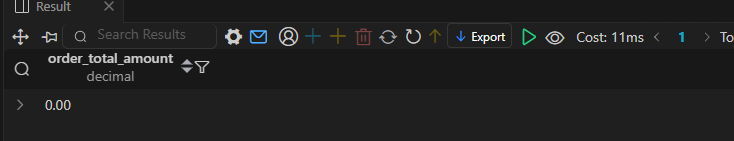 Result
Search Results
Export
Cost: 11ms
1
To
order_total_amount
decimal
0.00